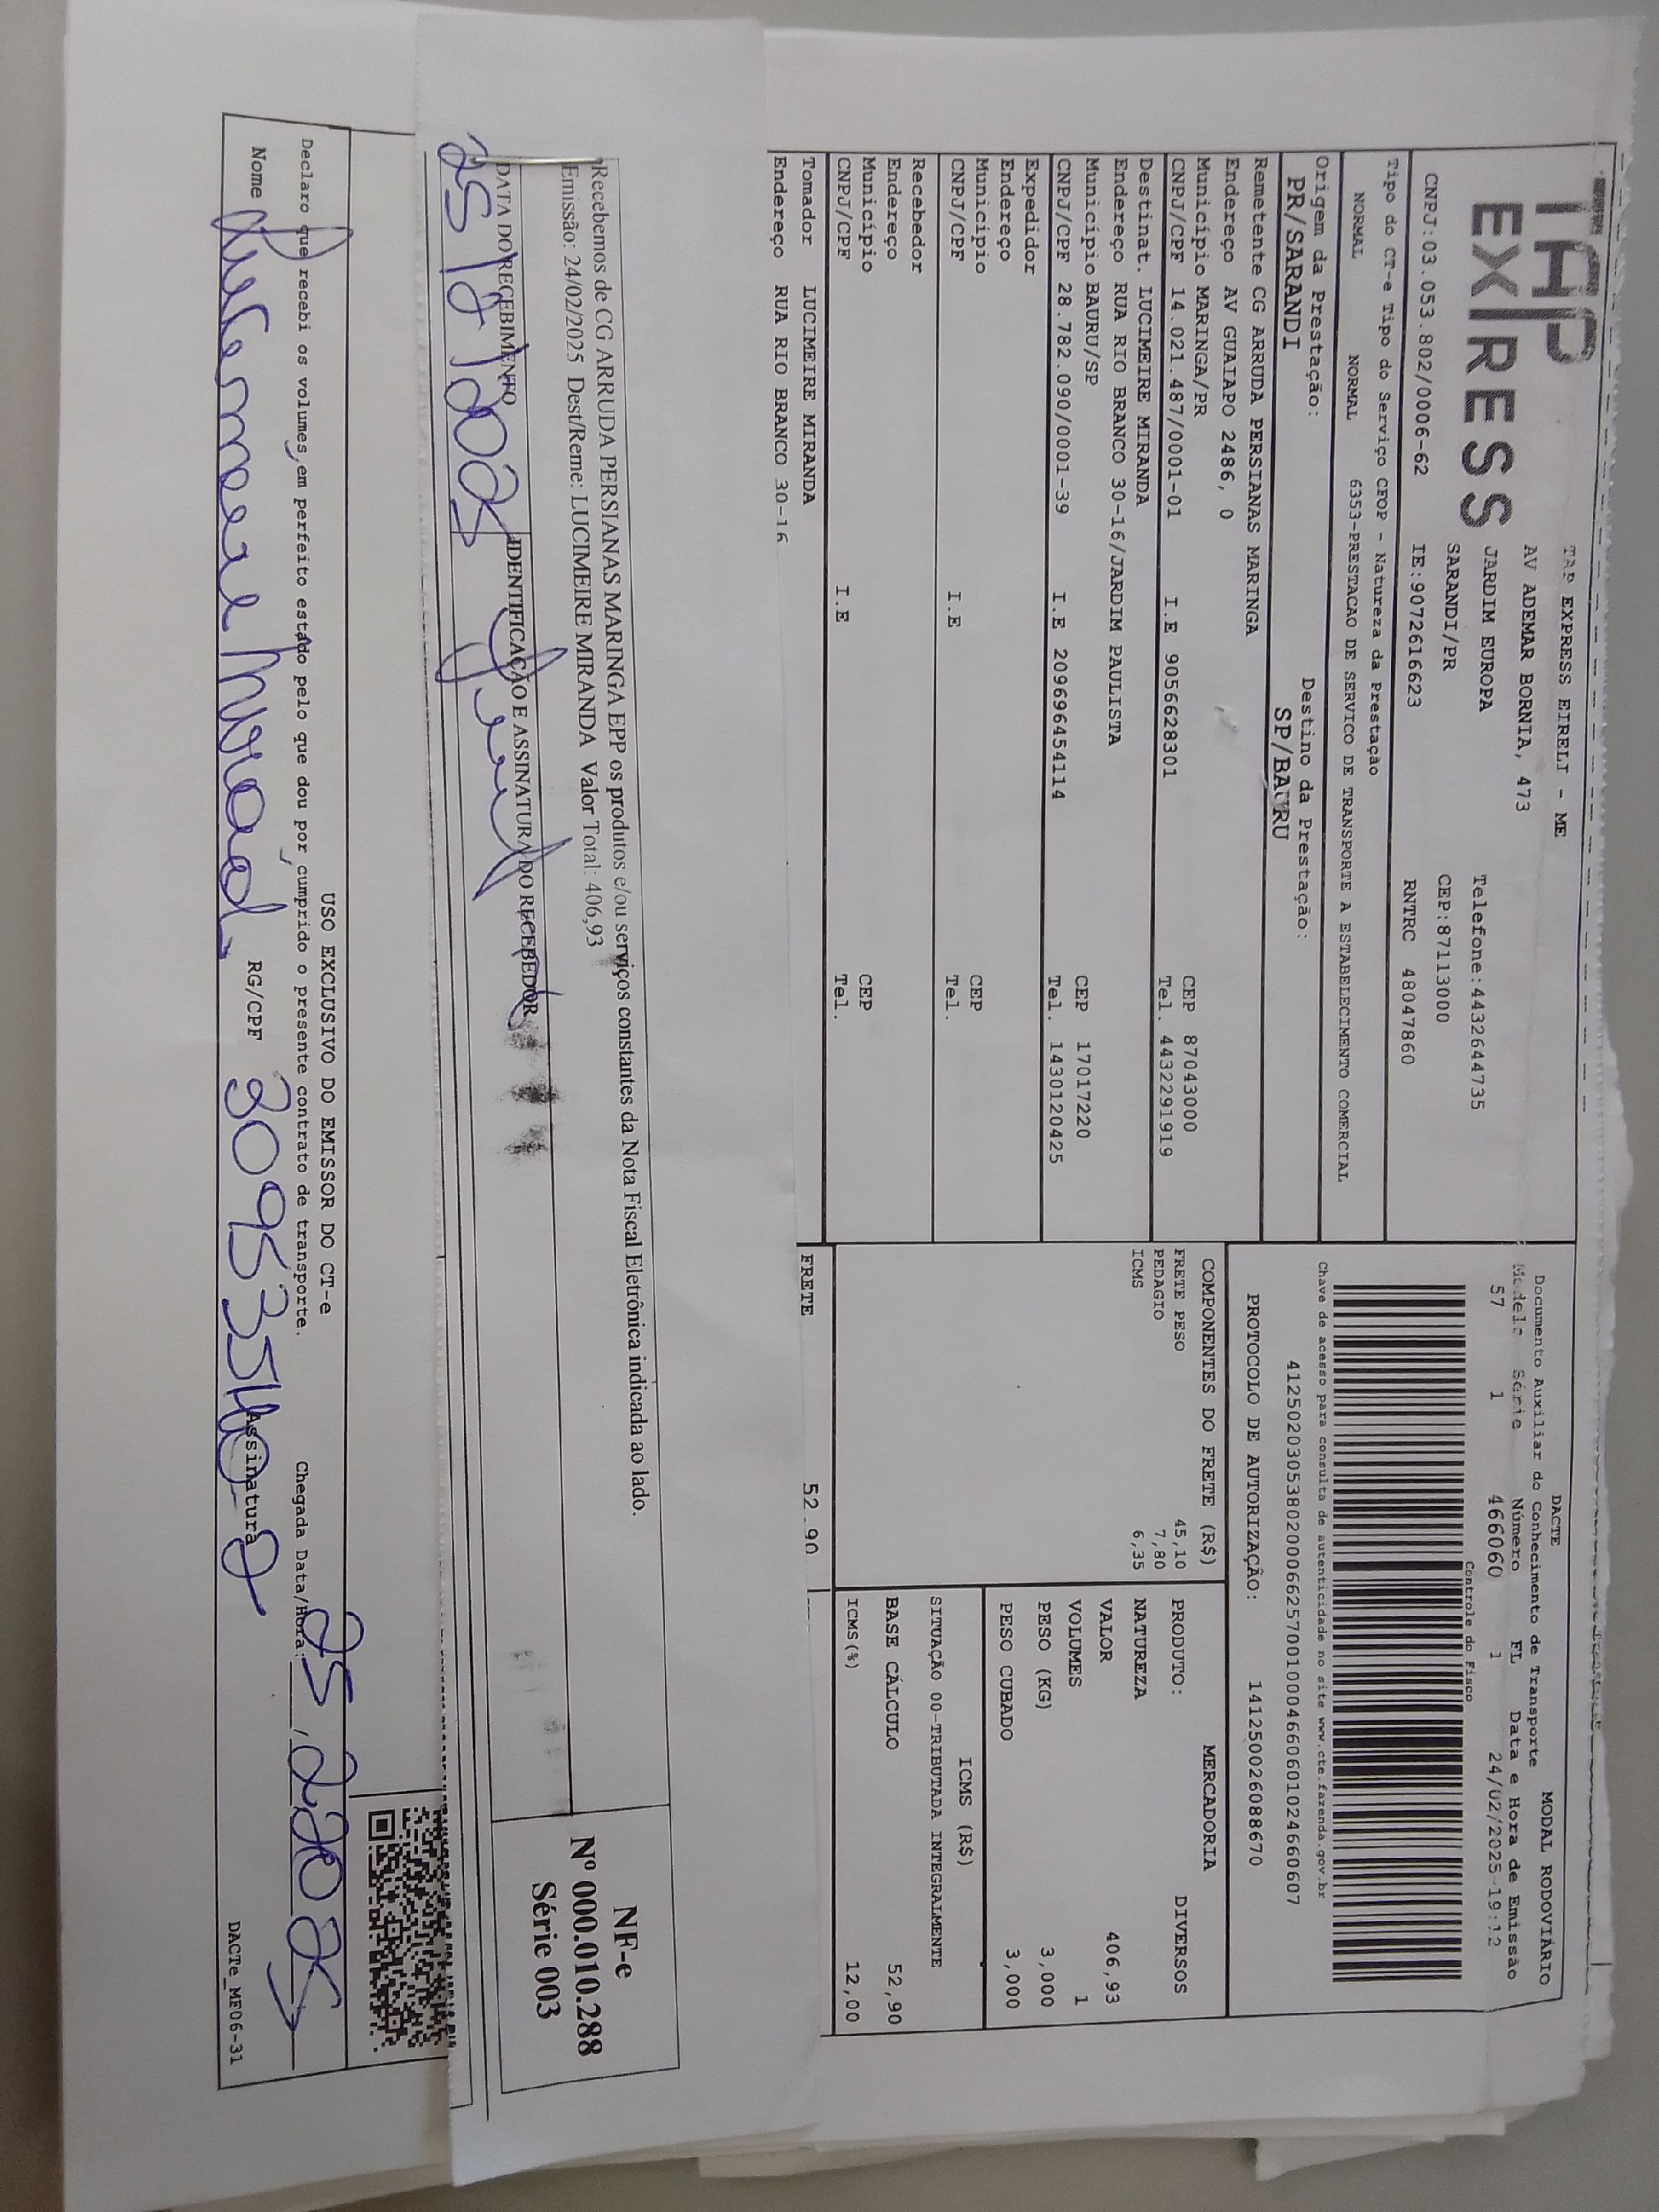 TAP
EXPRESS
TAP EXPRESS EIRELI - ME
AV ADEMAR BORNIA, 473
JARDIM EUROPA
SARANDI/PR
Telefone:4432644735
CEP:87113000
CNPJ:03.053.802/0006-62 IE:9072616623 RNTRC 48047860
Tipo do CT-e Tipo do Serviço CFOP - Natureza da Prestação
NORMAL NORMAL 6353-PRESTACAO DE SERVICO DE TRANSPORTE A ESTABELECIMENTO COMERCIAL
Origem da Prestação: Destino da Prestação:
PR/SARANDI SP/BAURU
Remetente CG ARRUDA PERSIANAS MARINGA
Endereço AV GUAIAPO 2486, 0
Município MARINGA/PR CEP 87043000
CNPJ/CPF 14.021.487/0001-01 I.E 9056628301 Tel. 4432291919
Destinat. LUCIMEIRE MIRANDA
Endereço RUA RIO BRANCO 30-16/JARDIM PAULISTA
Município BAURU/SP CEP 17017220
CNPJ/CPF 28.782.090/0001-39 I.E 209696454114 Tel. 1430120425
Expedidor
Endereço
Município CEP
CNPJ/CPF I.E Tel.
Recebedor
Endereço
Município CEP
CNPJ/CPF I.E Tel.
Tomador LUCIMEIRE MIRANDA
Endereço RUA RIO BRANCO 30-16
DACTE MODAL RODOVIÁRIO
Documento Auxiliar do Conhecimento de Transporte
Modelo Série Número FL Data e Hora de Emissão
57 1 466060 1 24/02/2025-19:12
Controle do Fisco
Chave de acesso para consulta de autenticidade no site www.cte.fazenda.gov.br
41250203053802000662570010004660601024660607
PROTOCOLO DE AUTORIZAÇÃO: 141250026088670
COMPONENTES DO FRETE (R$)
FRETE PESO 45,10
PEDAGIO 7,80
ICMS 6,35
FRETE 52.90
MERCADORIA
PRODUTO: DIVERSOS
NATUREZA
VALOR 406,93
VOLUMES 1
PESO (KG) 3,000
PESO CUBADO 3,000
ICMS (R$)
SITUAÇÃO 00-TRIBUTADA INTEGRALMENTE
BASE CÁLCULO 52,90
ICMS(%) 12,00
Recebemos de CG ARRUDA PERSIANAS MARINGA EPP os produtos e/ou serviços constantes da Nota Fiscal Eletrônica indicada ao lado.
Emissão: 24/02/2025 Dest/Reme: LUCIMEIRE MIRANDA Valor Total: 406,93
DATA DO RECEBIMENTO IDENTIFICAÇÃO E ASSINATURA DO RECEBEDOR
NF-e
Nº 000.010.288
Série 003
USO EXCLUSIVO DO EMISSOR DO CT-e
Declaro que recebi os volumes em perfeito estado pelo que dou por cumprido o presente contrato de transporte. Chegada Data/Hora: 25, 2 2025
Nome Lucimeire Miranda RG/CPF Assinatura
DACTe_MF06-31